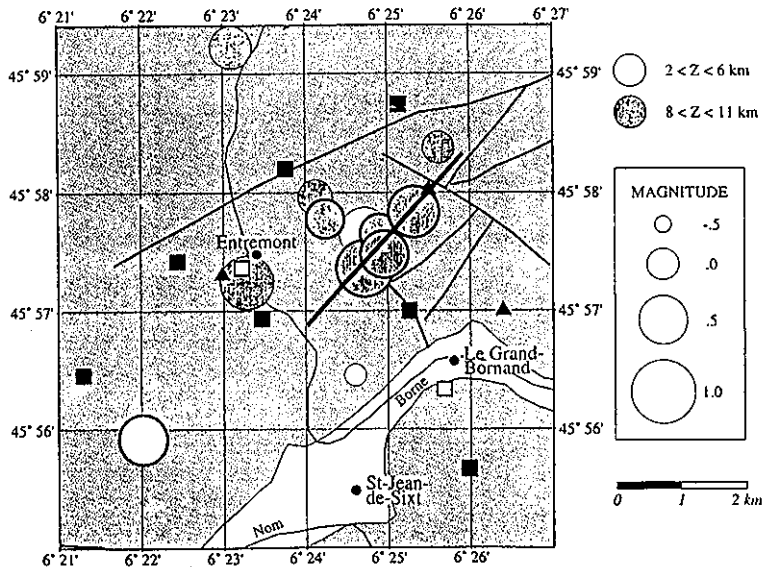 6° 21' 6° 22' 6° 23' 6° 24' 6° 25' 6° 26' 6° 27'
45° 59' 45° 59'
45° 58' 45° 58'
45° 57' 45° 57'
45° 56' 45° 56'
6° 21' 6° 22' 6° 23' 6° 24' 6° 25' 6° 26' 6° 27'
Entremont
Le Grand-
Bornand
Borne
St-Jean-
de-Sixt
Nom
2 < Z < 6 km
8 < Z < 11 km
MAGNITUDE
-.5
.0
.5
1.0
0 1 2 km